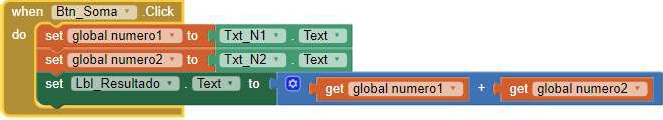 when Btn_Soma .Click
do set global numero1 to Txt_N1 . Text
set global numero2 to Txt_N2 . Text
set Lbl_Resultado . Text to get global numero1 + get global numero2